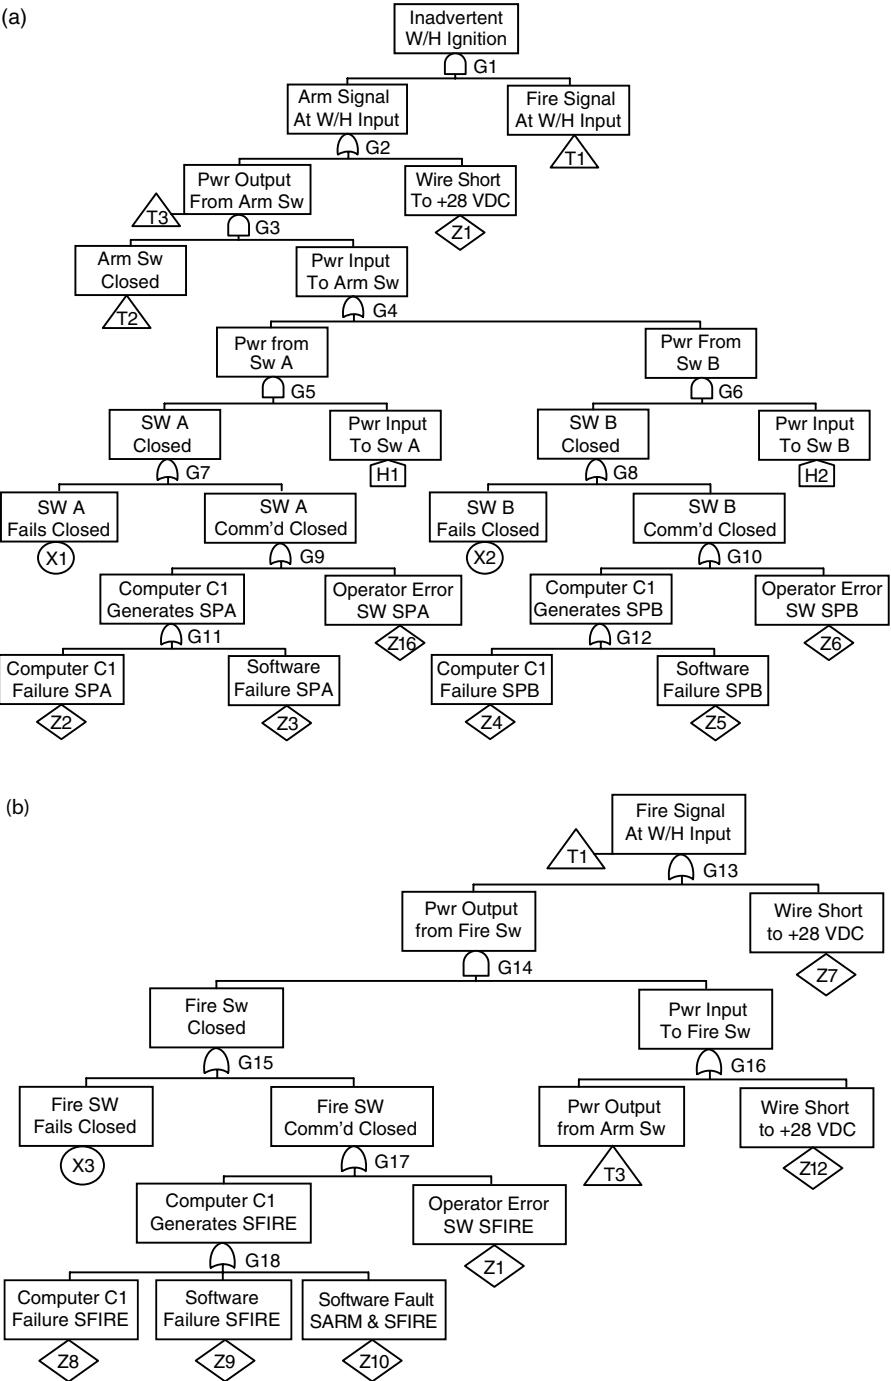 (a)
Inadvertent
W/H Ignition
G1
Arm Signal
At W/H Input
Fire Signal
At W/H Input
G2
T1
Pwr Output
From Arm Sw
Wire Short
To +28 VDC
T3
G3
Z1
Arm Sw
Closed
Pwr Input
To Arm Sw
T2
G4
Pwr from
Sw A
Pwr From
Sw B
G5
G6
SW A
Closed
Pwr Input
To Sw A
SW B
Closed
Pwr Input
To Sw B
G7
H1
G8
H2
SW A
Fails Closed
SW A
Comm'd Closed
SW B
Fails Closed
SW B
Comm'd Closed
X1
G9
X2
G10
Computer C1
Generates SPA
Operator Error
SW SPA
Computer C1
Generates SPB
Operator Error
SW SPB
G11
Z16
G12
Z6
Computer C1
Failure SPA
Software
Failure SPA
Computer C1
Failure SPB
Software
Failure SPB
Z2
Z3
Z4
Z5
(b)
Fire Signal
At W/H Input
T1
G13
Pwr Output
from Fire Sw
Wire Short
to +28 VDC
G14
Z7
Fire Sw
Closed
Pwr Input
To Fire Sw
G15
G16
Fire SW
Fails Closed
Fire SW
Comm'd Closed
Pwr Output
from Arm Sw
Wire Short
to +28 VDC
X3
G17
T3
Z12
Computer C1
Generates SFIRE
Operator Error
SW SFIRE
G18
Z1
Computer C1
Failure SFIRE
Software
Failure SFIRE
Software Fault
SARM & SFIRE
Z8
Z9
Z10